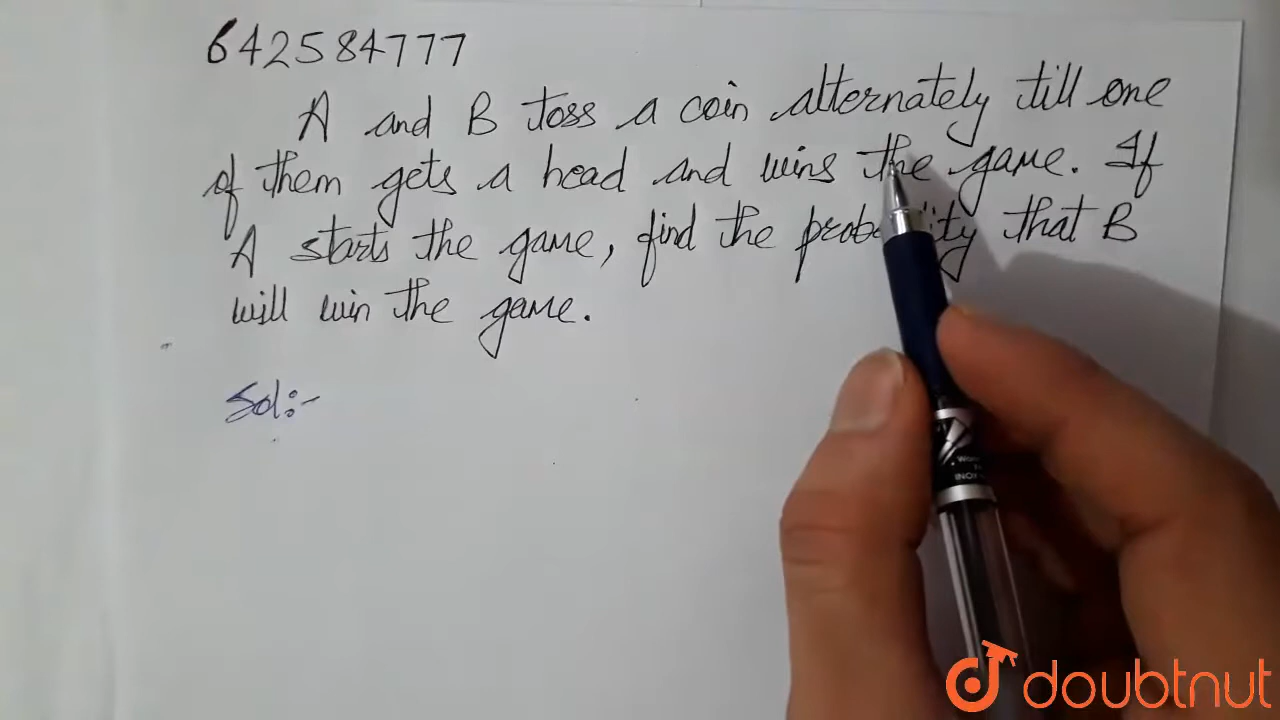 642584777
A and B toss a coin alternately till one
of them gets a head and wins the game. If
A starts the game, find the that B
will win the game.
Sol:-
doubtnut